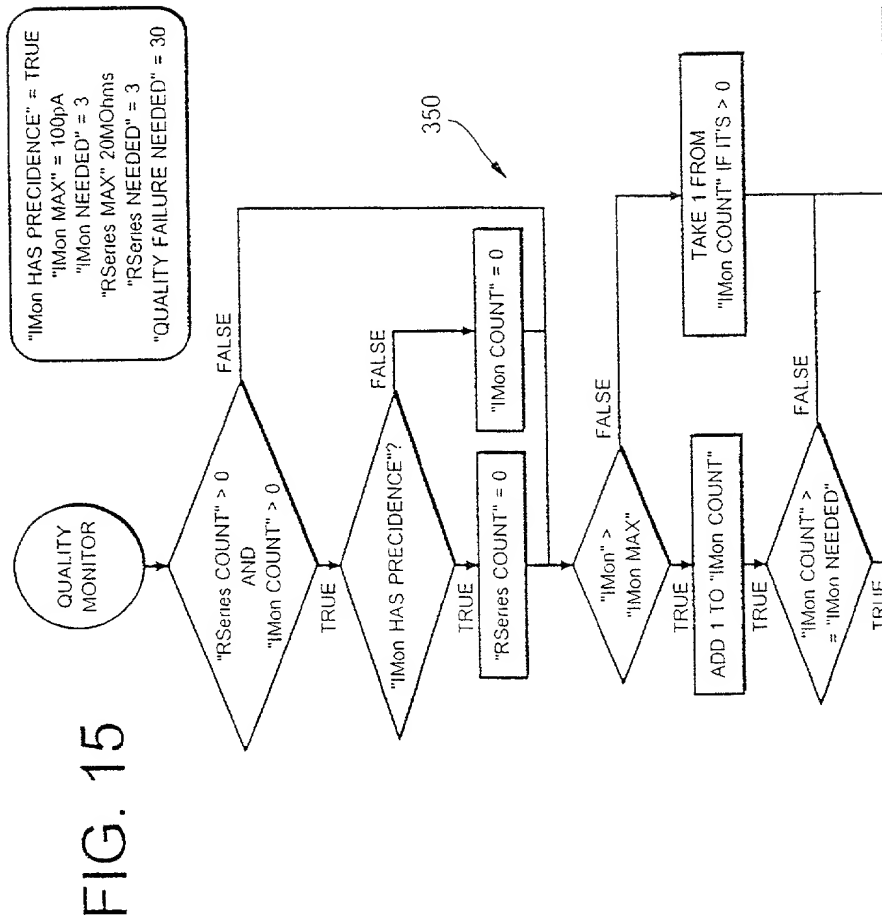 FIG. 15
"IMon HAS PRECIDENCE" = TRUE
"IMon MAX" = 100pA
"IMon NEEDED" = 3
"RSeries MAX" 20MOhms
"RSeries NEEDED" = 3
"QUALITY FAILURE NEEDED" = 30
QUALITY
MONITOR
"RSeries COUNT" > 0
AND
"IMon COUNT" > 0
FALSE
TRUE
350
"IMon HAS PRECIDENCE"?
FALSE
TRUE
"RSeries COUNT" = 0
"IMon COUNT" = 0
"IMon" >
"IMon MAX"
FALSE
TRUE
ADD 1 TO "IMon COUNT"
TAKE 1 FROM
"IMon COUNT" IF IT'S > 0
TRUE
"IMon COUNT" >
= "IMon NEEDED"
FALSE
TRUE